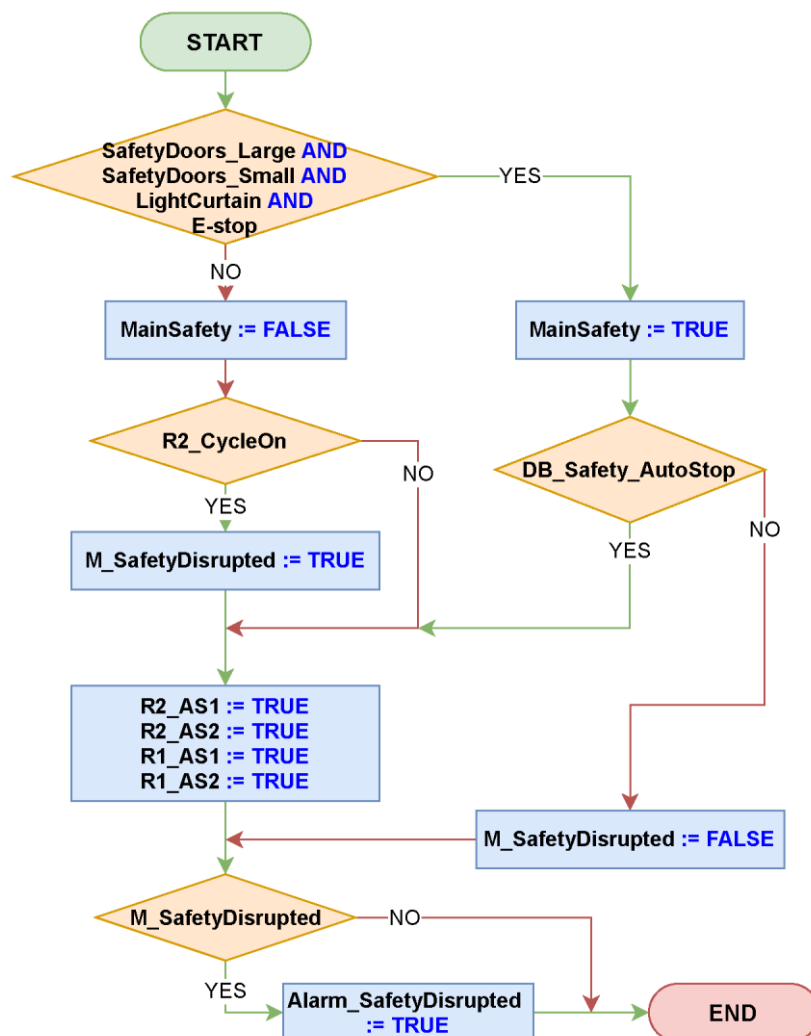 START
SafetyDoors_Large AND
SafetyDoors_Small AND
LightCurtain AND
E-stop
YES
NO
MainSafety := FALSE
MainSafety := TRUE
R2_CycleOn
DB_Safety_AutoStop
NO
YES
NO
YES
M_SafetyDisrupted := TRUE
R2_AS1 := TRUE
R2_AS2 := TRUE
R1_AS1 := TRUE
R1_AS2 := TRUE
M_SafetyDisrupted := FALSE
M_SafetyDisrupted
NO
YES
Alarm_SafetyDisrupted
:= TRUE
END